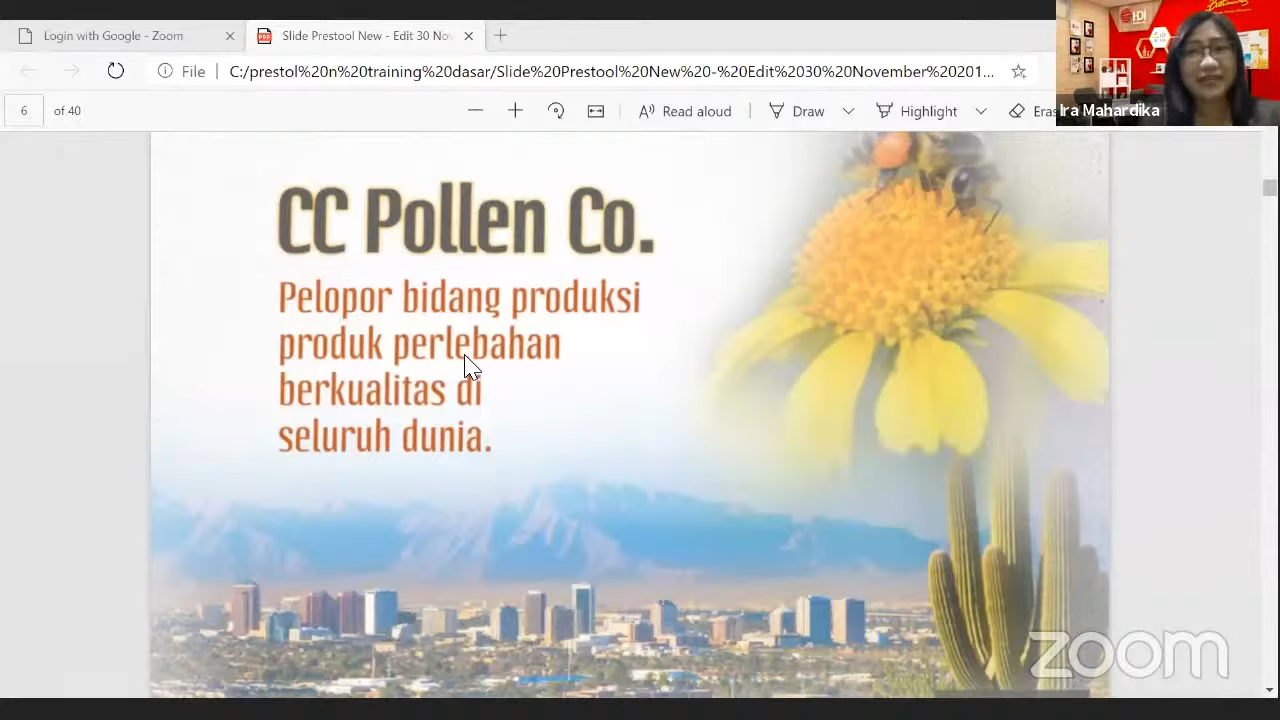 Login with Google - Zoom
Slide Prestool New - Edit 30 Nov
File
C:/prestol%20n%20training%20dasar/Slide%20Prestool%20New%20-%20Edit%2030%20November%20201...
6 of 40
Read aloud
Draw
Highlight
Eras
HDI
Ira Mahardika
CC Pollen Co.
Pelopor bidang produksi
produk perlebahan
berkualitas di
seluruh dunia.
zoom